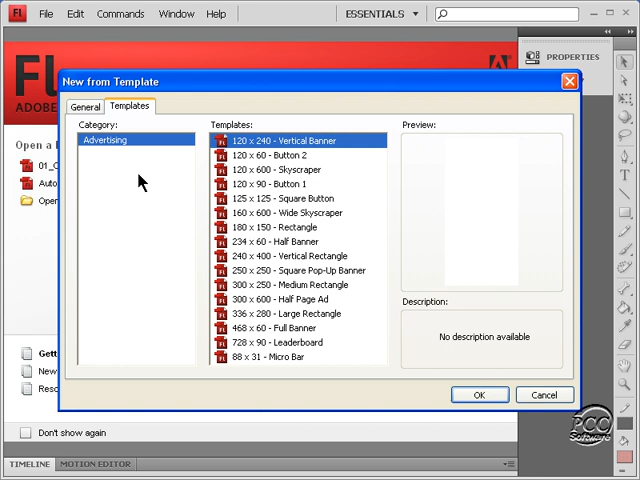 FL File Edit Commands Window Help ESSENTIALS
PROPERTIES
FL
ADOBE
New from Template
General Templates
Category: Templates: Preview:
Advertising
120 x 240 - Vertical Banner
120 x 60 - Button 2
120 x 600 - Skyscraper
120 x 90 - Button 1
125 x 125 - Square Button
160 x 600 - Wide Skyscraper
180 x 150 - Rectangle
234 x 60 - Half Banner
240 x 400 - Vertical Rectangle
250 x 250 - Square Pop-Up Banner
300 x 250 - Medium Rectangle
300 x 600 - Half Page Ad
336 x 280 - Large Rectangle
468 x 60 - Full Banner
728 x 90 - Leaderboard
88 x 31 - Micro Bar
Description:
No description available
OK Cancel
Open a
01_C
Auto
Open
Gett
New
Reso
Don't show again
PCC
Software
TIMELINE MOTION EDITOR